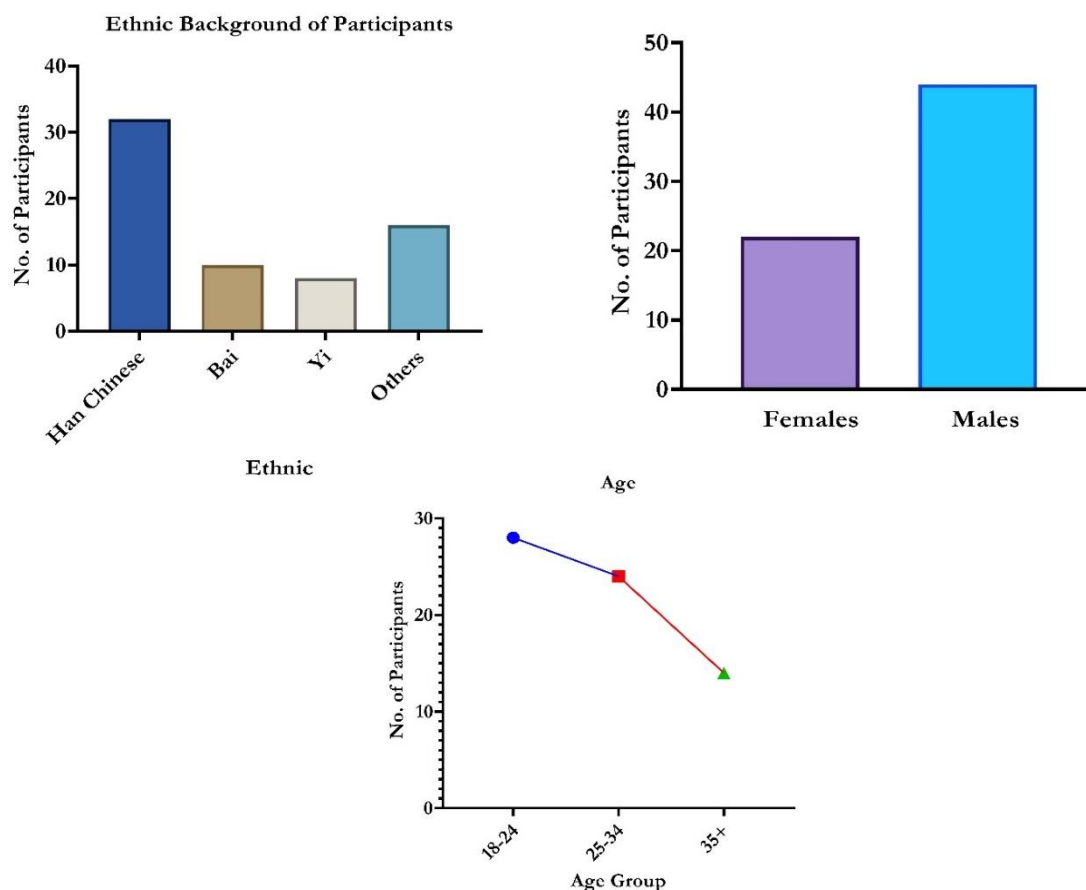 Ethnic Background of Participants
No. of Participants
40
30
20
10
0
Han Chinese
Bai
Yi
Others
Ethnic
No. of Participants
50
40
30
20
10
0
Females
Males
Age
No. of Participants
30
20
10
0
18-24
25-34
35+
Age Group